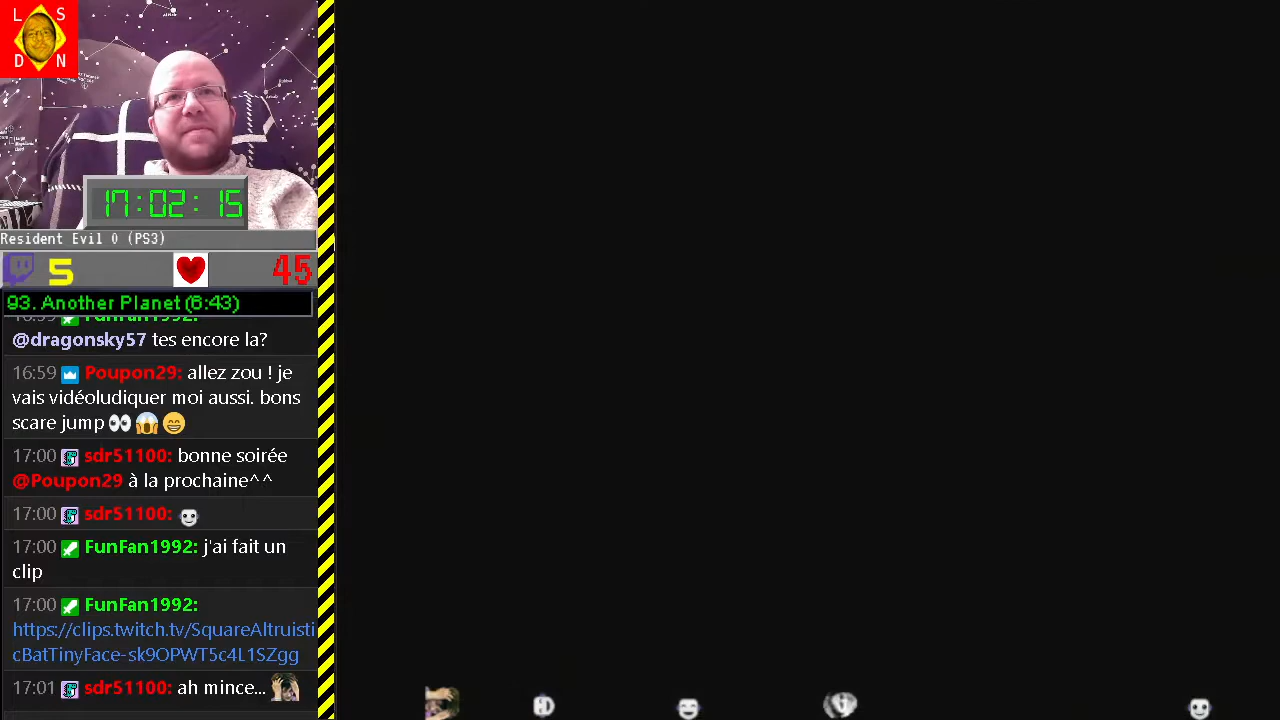 L S
D N
17:02:15
Resident Evil 0 (PS3)
5 45
93. Another Planet (6:43)
16:59 FunFan1992:
@dragonsky57 tes encore la?
16:59 Poupon29: allez zou ! je
vais vidéoludiquer moi aussi. bons
scare jump 👀 😱 😄
17:00 sdr51100: bonne soirée
@Poupon29 à la prochaine^^
17:00 sdr51100:
17:00 FunFan1992: j'ai fait un
clip
17:00 FunFan1992:
https://clips.twitch.tv/SquareAltruisti
cBatTinyFace-sk9OPWT5c4L1SZgg
17:01 sdr51100: ah mince...